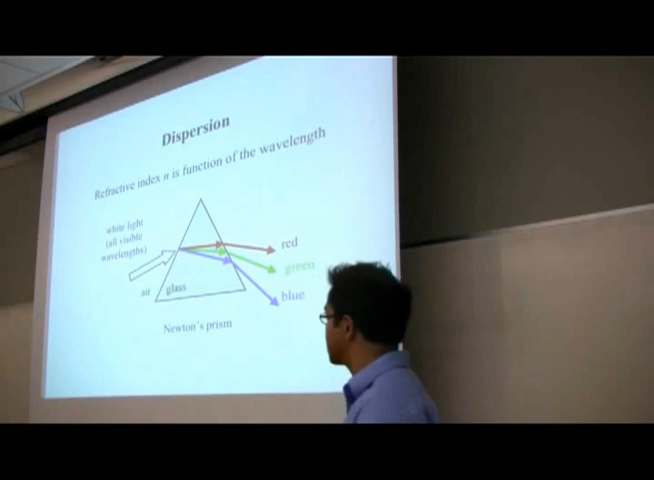 Dispersion
Refractive index n is function of the wavelength
white light
(all visible
wavelengths)
red
green
blue
air
glass
Newton's prism